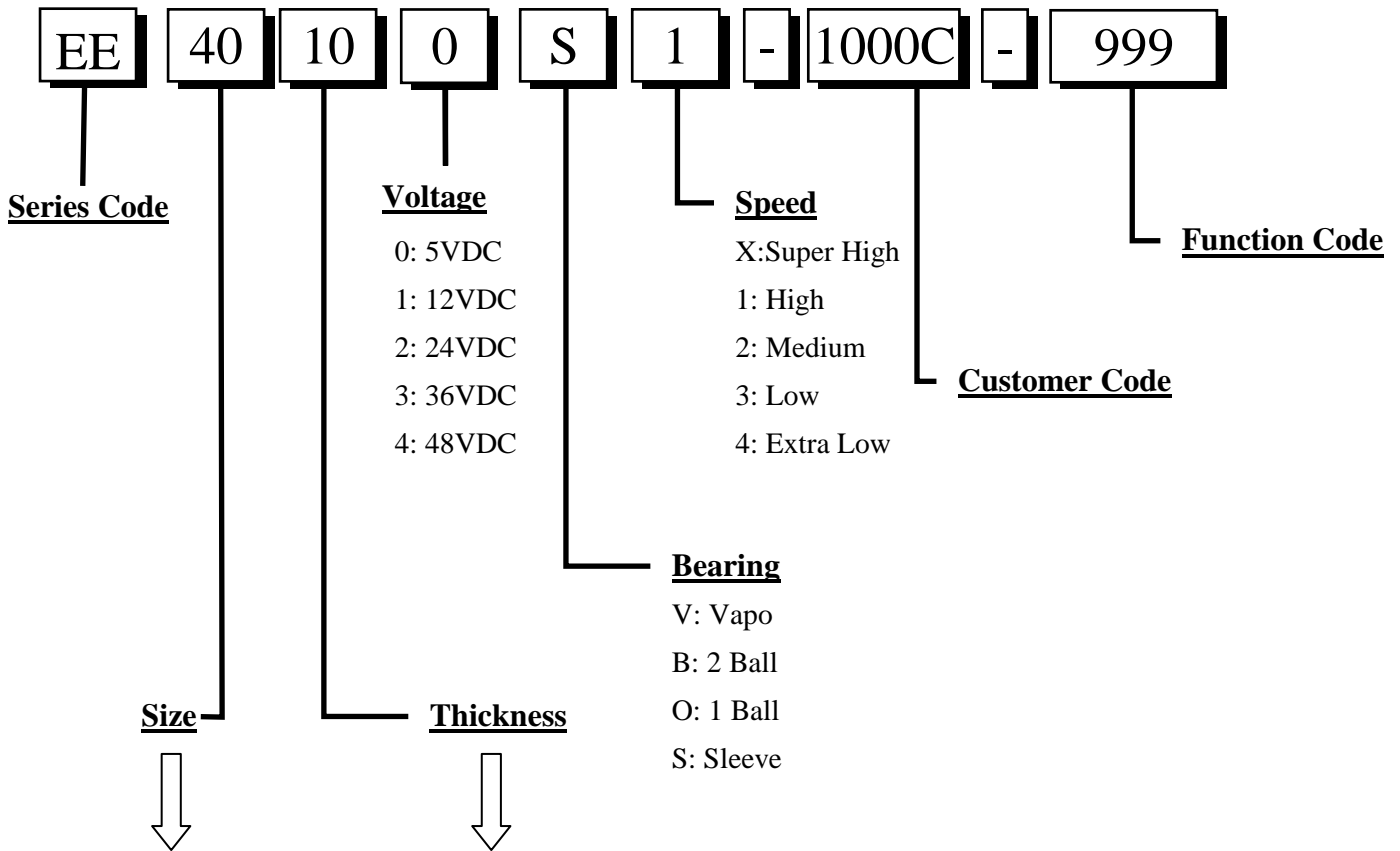 EE 40 10 0 S 1 - 1000C - 999
Series Code
Voltage
0: 5VDC
1: 12VDC
2: 24VDC
3: 36VDC
4: 48VDC
Speed
X:Super High
1: High
2: Medium
3: Low
4: Extra Low
Function Code
Customer Code
Bearing
V: Vapo
B: 2 Ball
O: 1 Ball
S: Sleeve
Size
Thickness